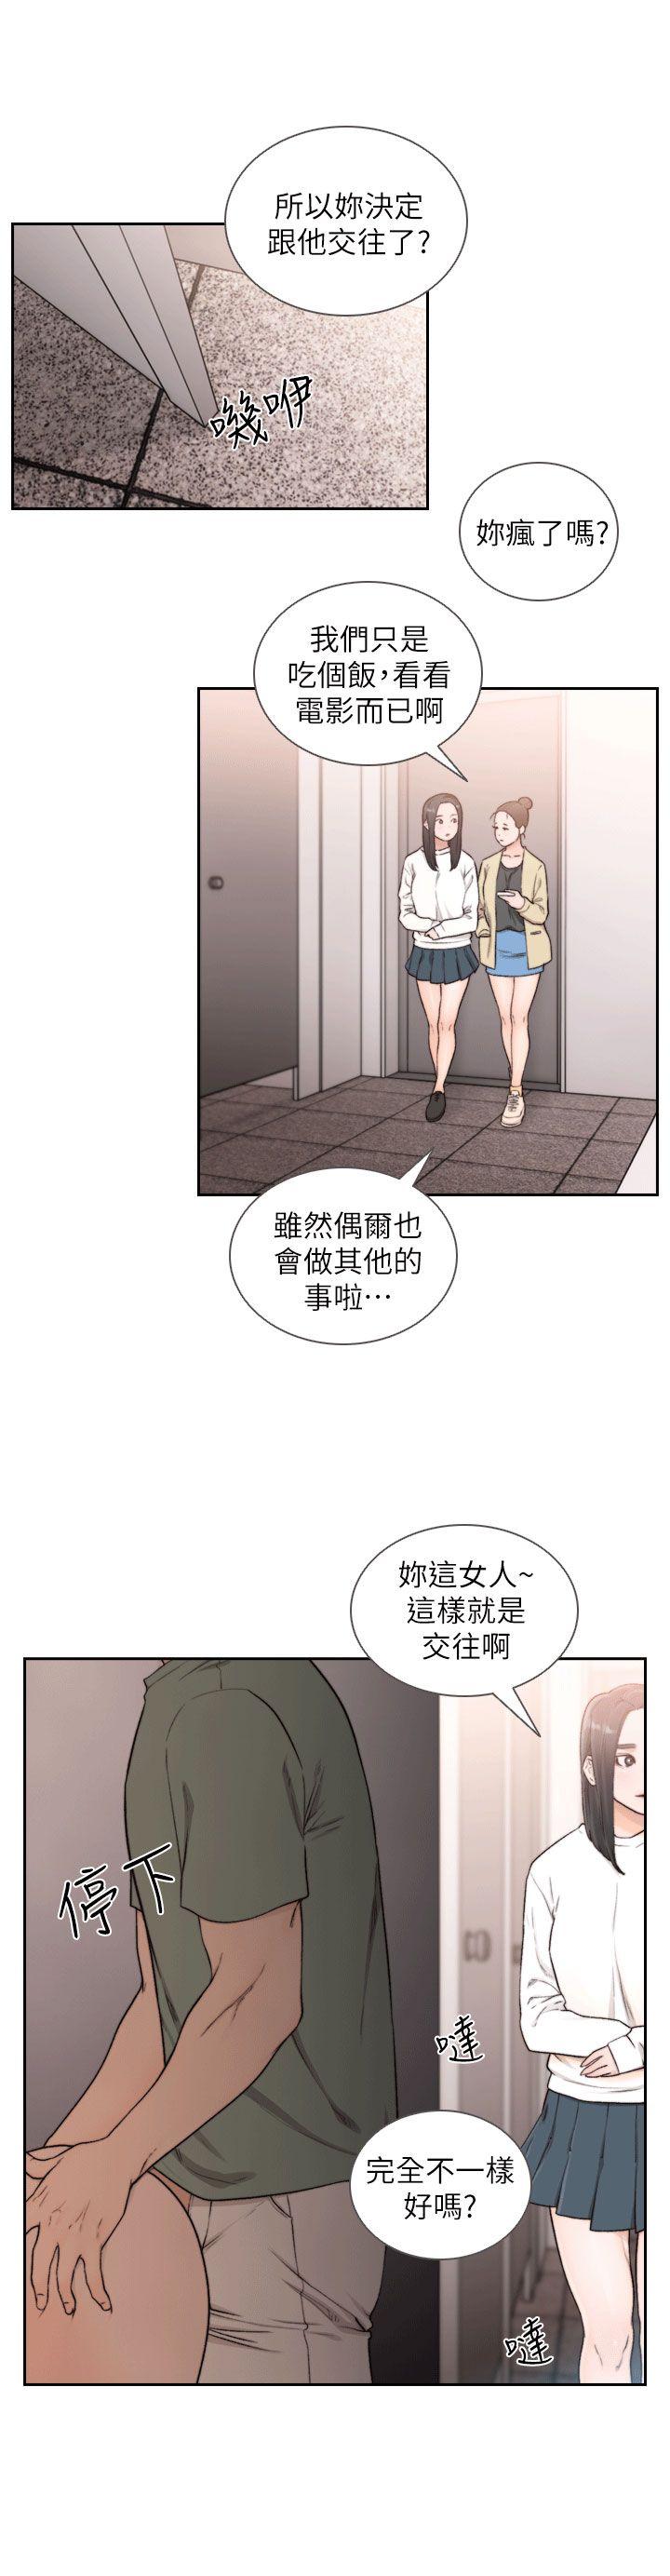 所以妳決定
跟他交往了?
嘰咿
妳瘋了嗎?
我們只是
吃個飯，看看
電影而已啊
雖然偶爾也
會做其他的
事啦⋯
妳這女人~
這樣就是
交往啊
停下
噠
完全不一樣
好嗎?
噠